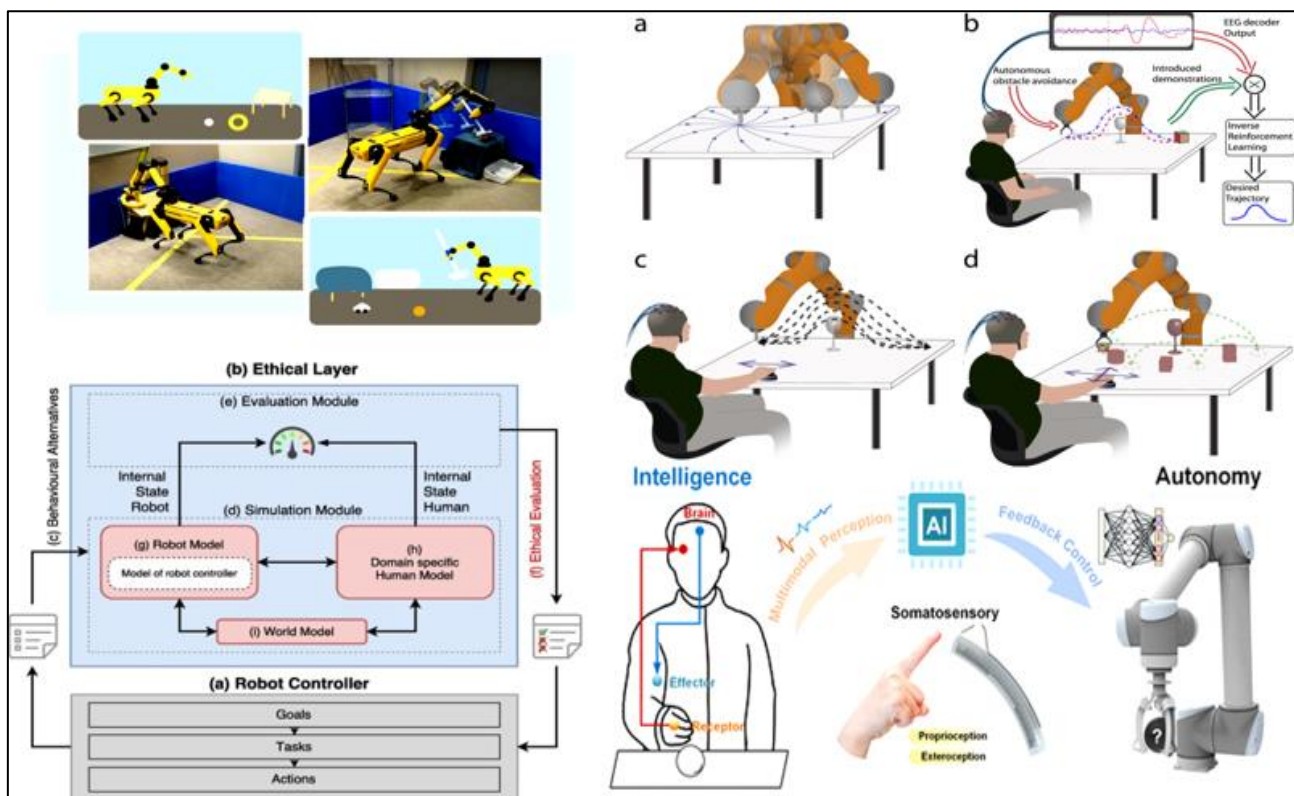 (b) Ethical Layer
(e) Evaluation Module
Internal
State
Robot
Internal
State
Human
(d) Simulation Module
(c) Behavioural Alternatives
(f) Ethical Evaluation
(g) Robot Model
Model of robot controller
(h)
Domain specific
Human Model
(i) World Model
(a) Robot Controller
Goals
Tasks
Actions
a
b
EEG decoder
Output
Autonomous
obstacle avoidance
Introduced
demonstrations
Inverse
Reinforcement
Learning
Desired
Trajectory
c
d
Intelligence
Autonomy
Brain
Multimodal Perception
AI
Feedback Control
Somatosensory
Effector
Receptor
Proprioception
Exteroception
?